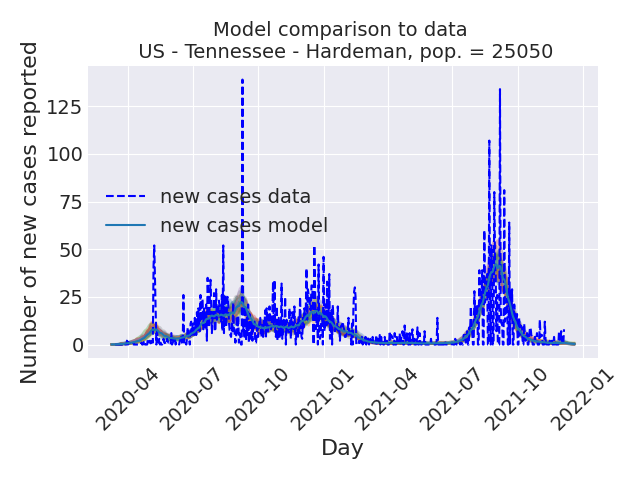 Model comparison to data
US - Tennessee - Hardeman, pop. = 25050
Number of new cases reported
125
100
75
50
25
0
new cases data
new cases model
2020-04
2020-07
2020-10
2021-01
2021-04
2021-07
2021-10
2022-01
Day